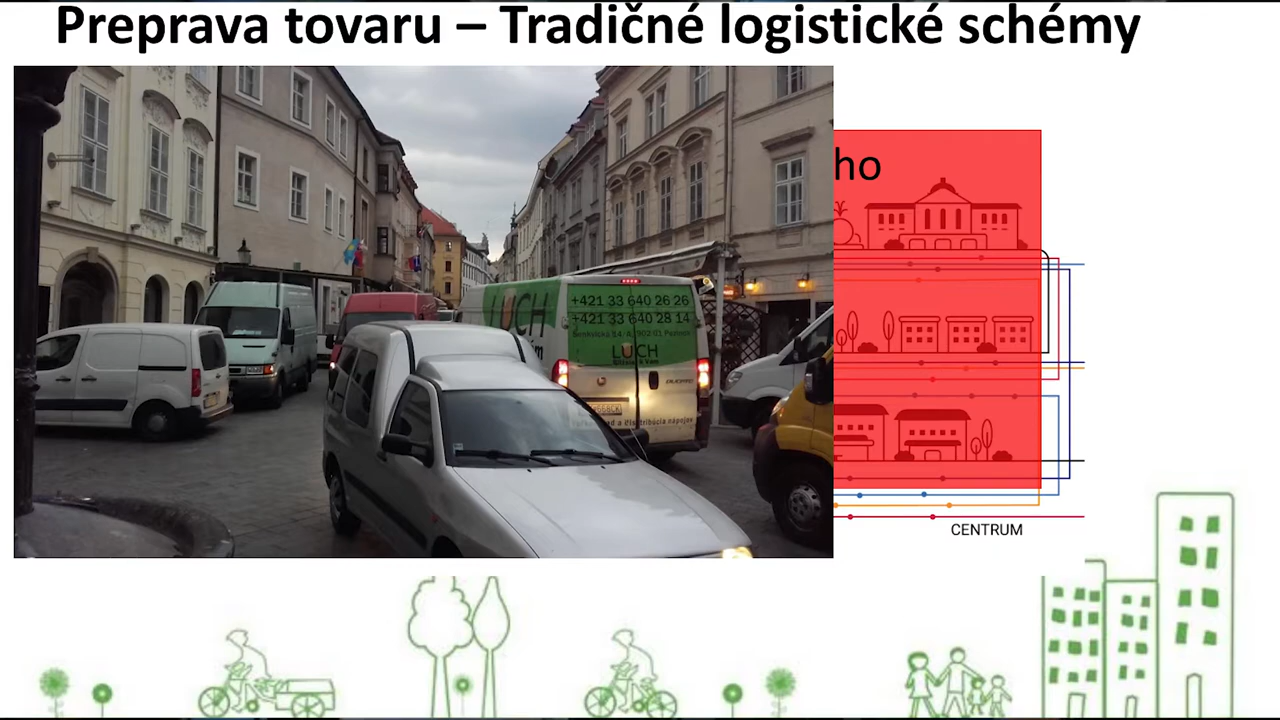 Preprava tovaru – Tradičné logistické schémy
ho
LUCH
+421 33 640 26 26
+421 33 640 28 14
LUCH
DUCATO
CENTRUM